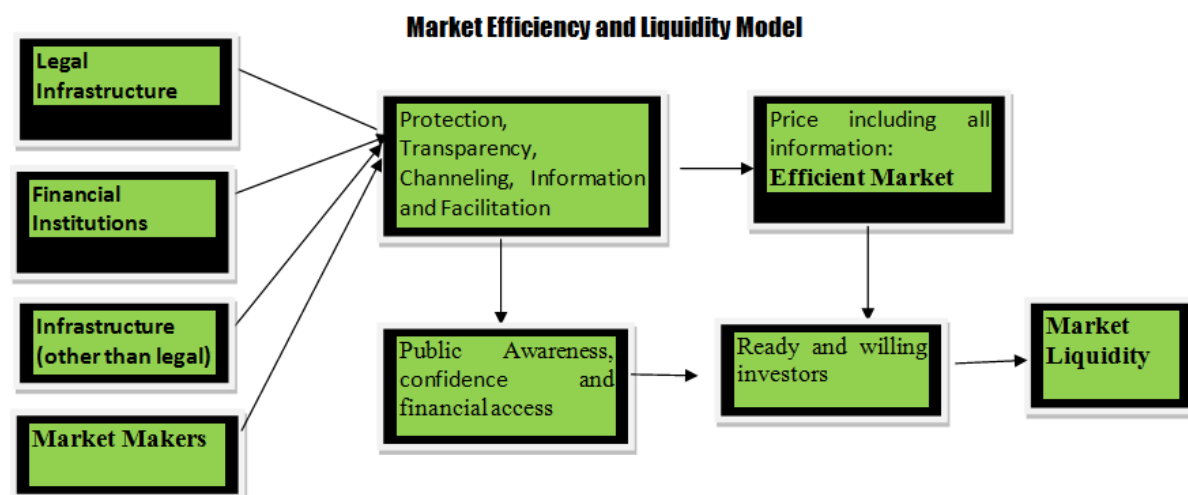 Market Efficiency and Liquidity Model
Legal
Infrastructure
Financial
Institutions
Infrastructure
(other than legal)
Market Makers
Protection,
Transparency,
Channeling, Information
and Facilitation
Price including all
information:
Efficient Market
Public Awareness,
confidence and
financial access
Ready and willing
investors
Market
Liquidity